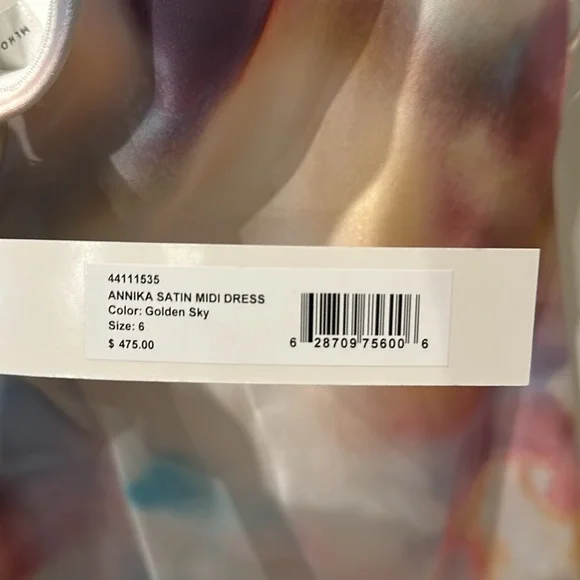 44111535
ANNIKA SATIN MIDI DRESS
Color: Golden Sky
Size: 6
$ 475.00
6 28709 75600 6